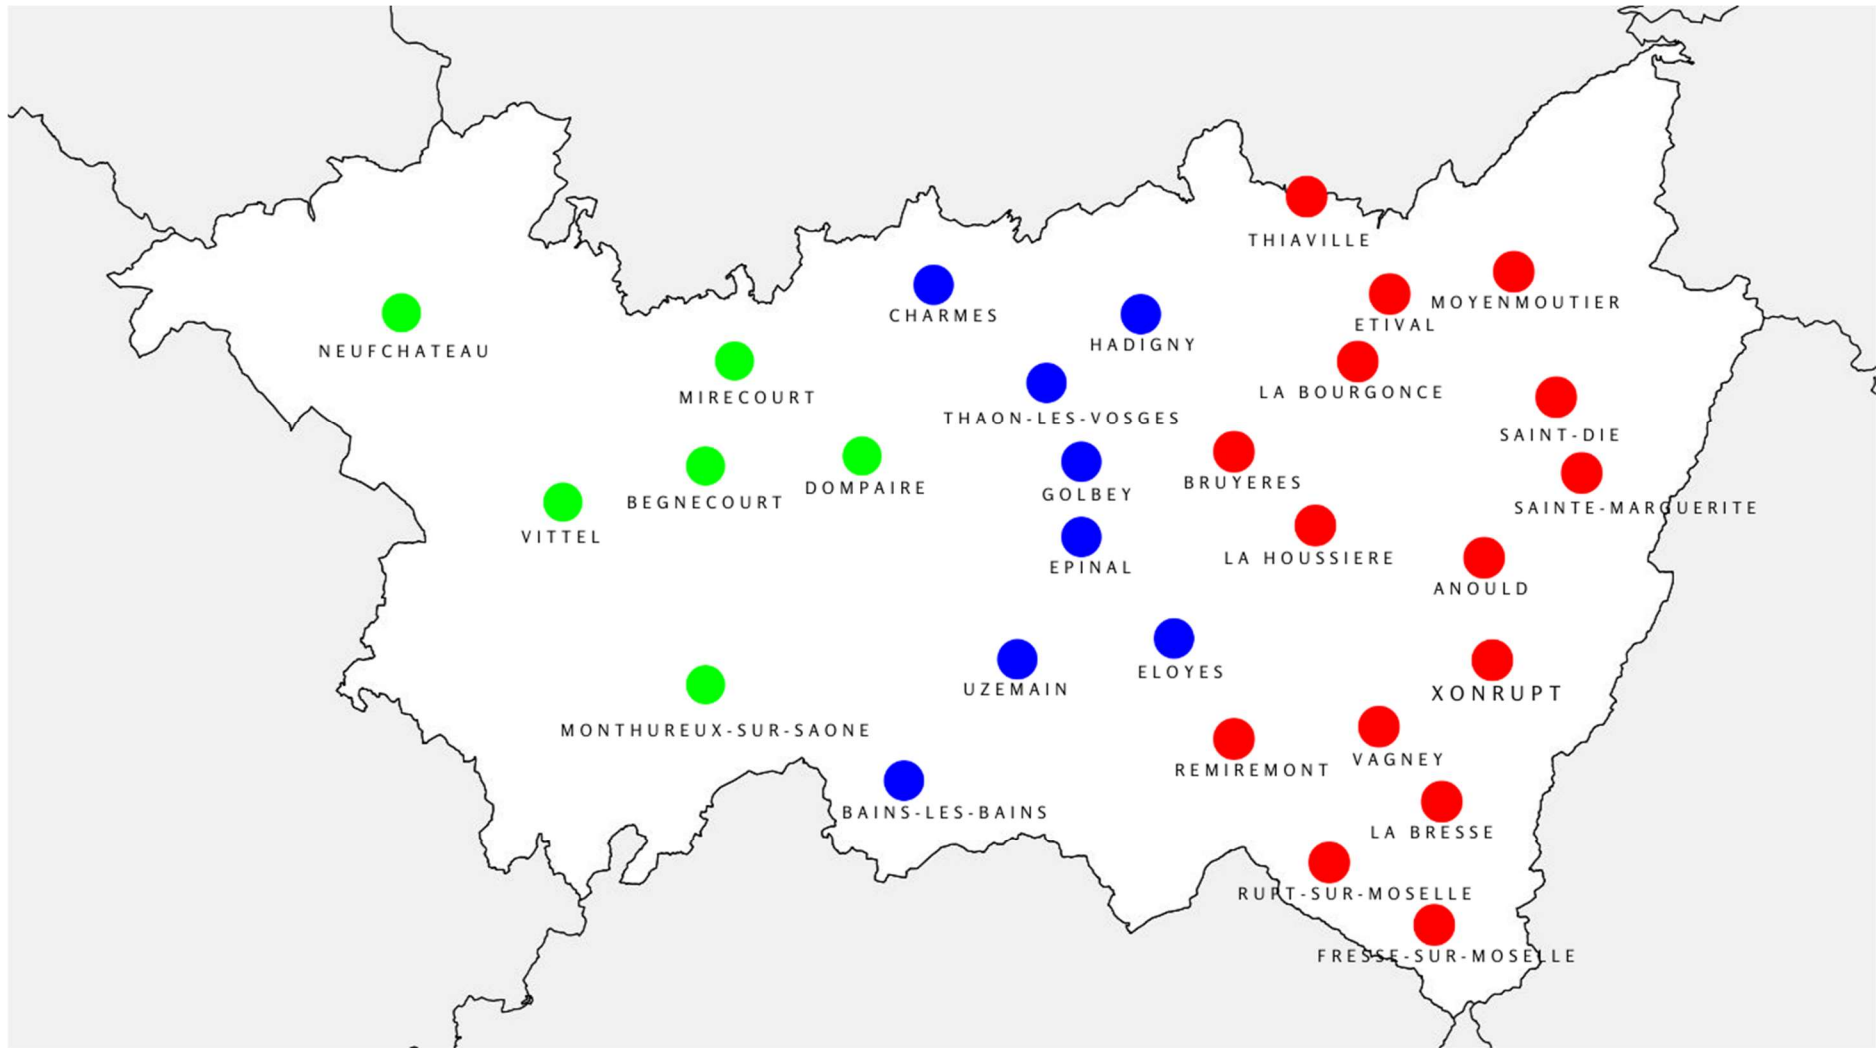 THIAVILLE
MOYENMOUTIER
CHARMES
ETIVAL
HADIGNY
NEUFCHATEAU
LA BOURGONCE
MIRECOURT
THAON-LES-VOSGES
SAINT-DIE
BRUYERES
DOMPAIRE
GOLBEY
BEGNECOURT
SAINTE-MARGUERITE
VITTEL
LA HOUSSIERE
EPINAL
ANOULD
ELOYES
UZEMAIN
XONRUPT
MONTHUREUX-SUR-SAONE
VAGNEY
REMIREMONT
BAINS-LES-BAINS
LA BRESSE
RUPT-SUR-MOSELLE
FRESSE-SUR-MOSELLE